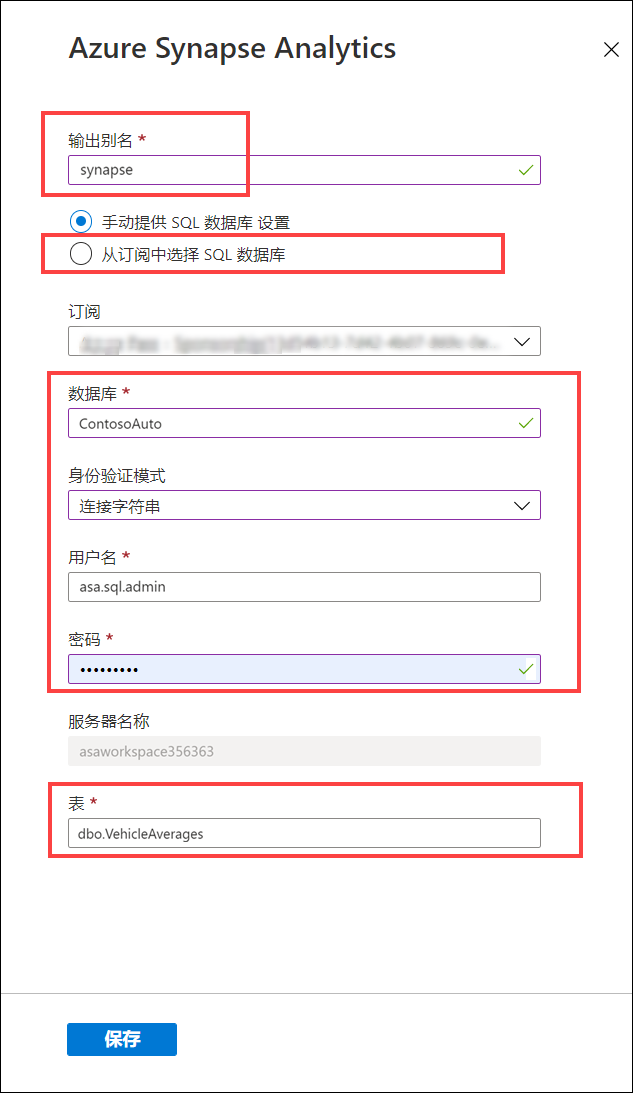 Azure Synapse Analytics
输出别名 *
synapse
手动提供 SQL 数据库 设置
从订阅中选择 SQL 数据库
订阅
数据库 *
ContosoAuto
身份验证模式
连接字符串
用户名 *
asa.sql.admin
密码 *
•••••••••
服务器名称
asaworkspace356363
表 *
dbo.VehicleAverages
保存